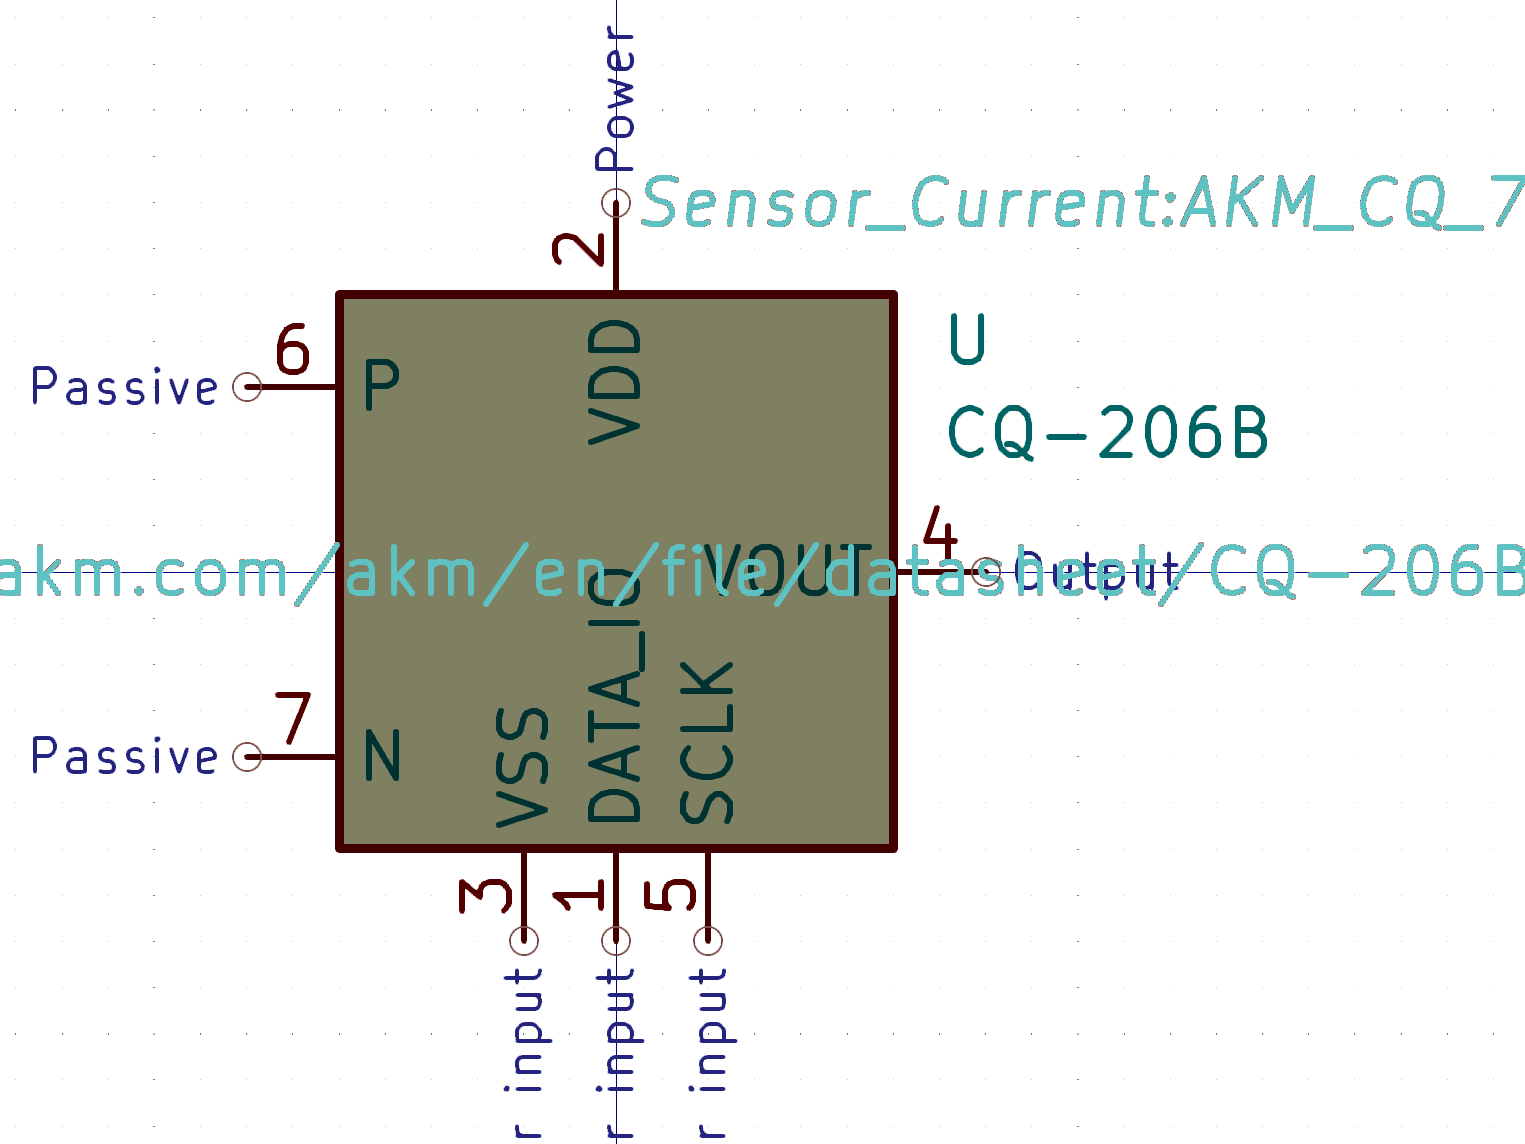 Power
Sensor_Current:AKM_CQ_7
2
U
6
VDD
Passive
P
CQ-206B
4
VOUT
Output
akm.com/akm/en/file/datasheet/CQ-206B
7
Passive
N
VSS
DATA_IO
SCLK
3
1
5
r input
r input
r input